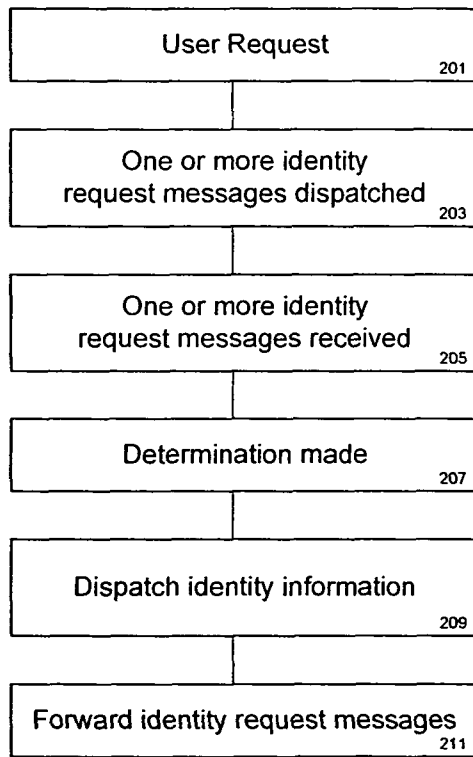 User Request
201
One or more identity
request messages dispatched
203
One or more identity
request messages received
205
Determination made
207
Dispatch identity information
209
Forward identity request messages
211